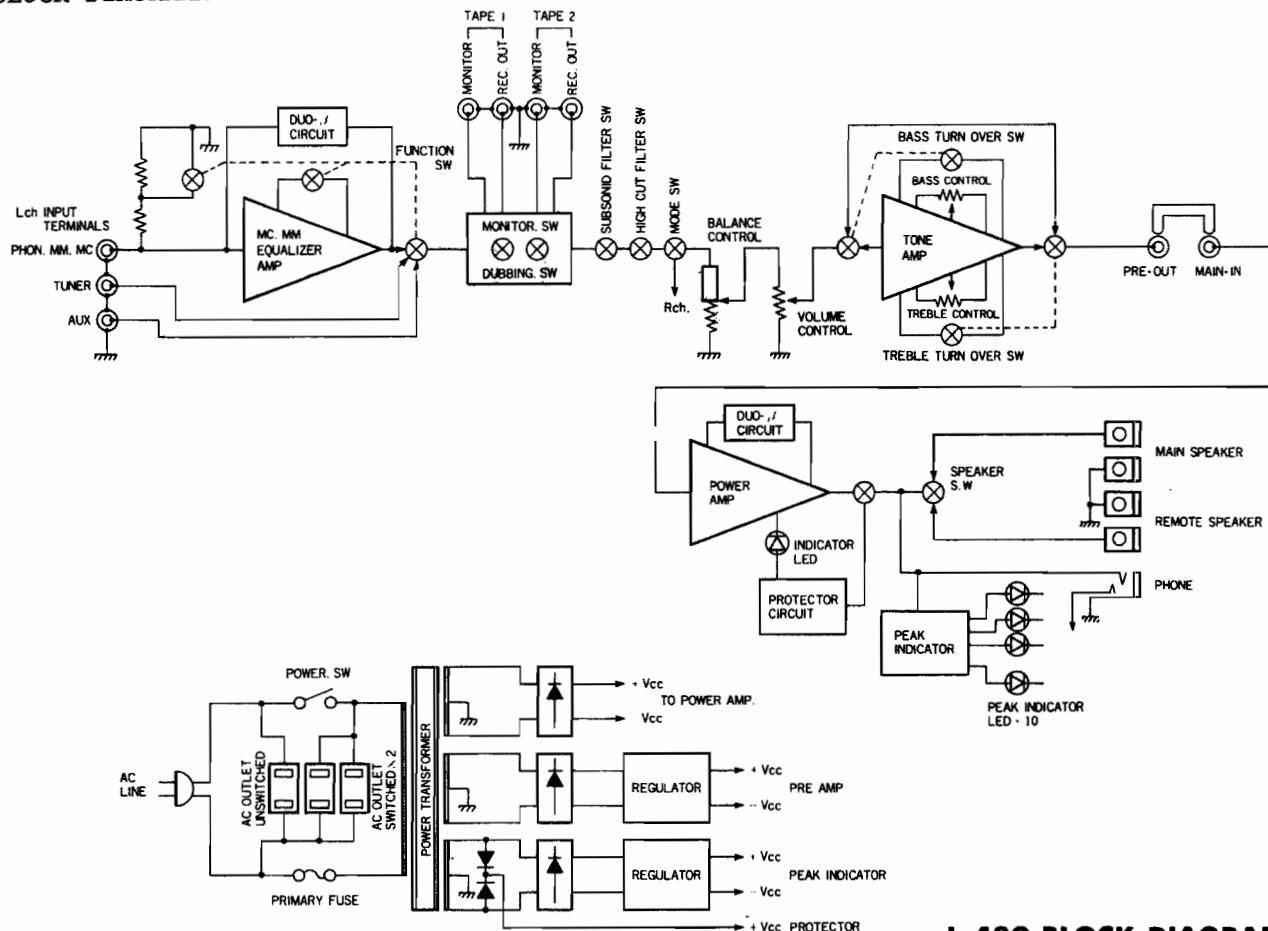 TAPE 1 TAPE 2
MONITOR
REC. OUT
MONITOR
REC. OUT
DUO-,/
CIRCUIT
FUNCTION
SW
Lch INPUT
TERMINALS
PHON. MM. MC
TUNER
AUX
MC. MM
EQUALIZER
AMP
MONITOR. SW
DUBBING. SW
SUBSONID FILTER SW
HIGH CUT FILTER SW
MODE SW
Rch.
BALANCE
CONTROL
VOLUME
CONTROL
BASS TURN OVER SW
BASS CONTROL
TONE
AMP
TREBLE CONTROL
TREBLE TURN OVER SW
PRE-OUT
MAIN-IN
DUO-,/
CIRCUIT
POWER
AMP
INDICATOR
LED
PROTECTOR
CIRCUIT
SPEAKER
S.W
MAIN SPEAKER
REMOTE SPEAKER
PHONE
PEAK
INDICATOR
PEAK INDICATOR
LED - 10
POWER. SW
AC
LINE
AC OUTLET
UNSWITCHED
AC OUTLET
SWITCHED × 2
PRIMARY FUSE
POWER TRANSFORMER
+ Vcc
TO POWER AMP.
Vcc
REGULATOR
+ Vcc
PRE AMP
- Vcc
REGULATOR
+ Vcc
PEAK INDICATOR
- Vcc
+ Vcc PROTECTOR